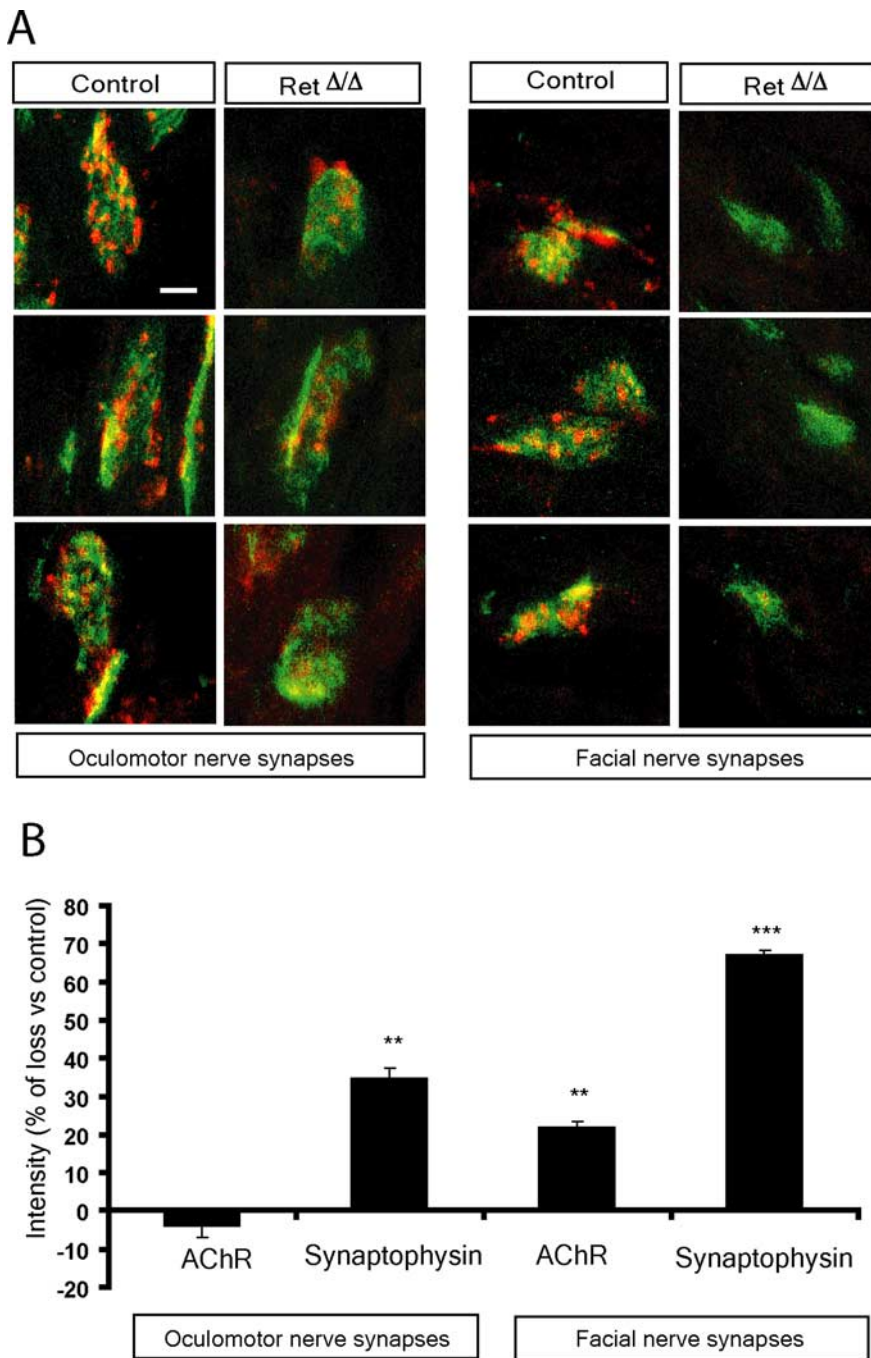 A
Control
Ret Δ/Δ
Control
Ret Δ/Δ
Oculomotor nerve synapses
Facial nerve synapses
B
Intensity (% of loss vs control)
80
70
60
50
40
30
20
10
0
-10
-20
**
**
***
AChR
Synaptophysin
AChR
Synaptophysin
Oculomotor nerve synapses
Facial nerve synapses